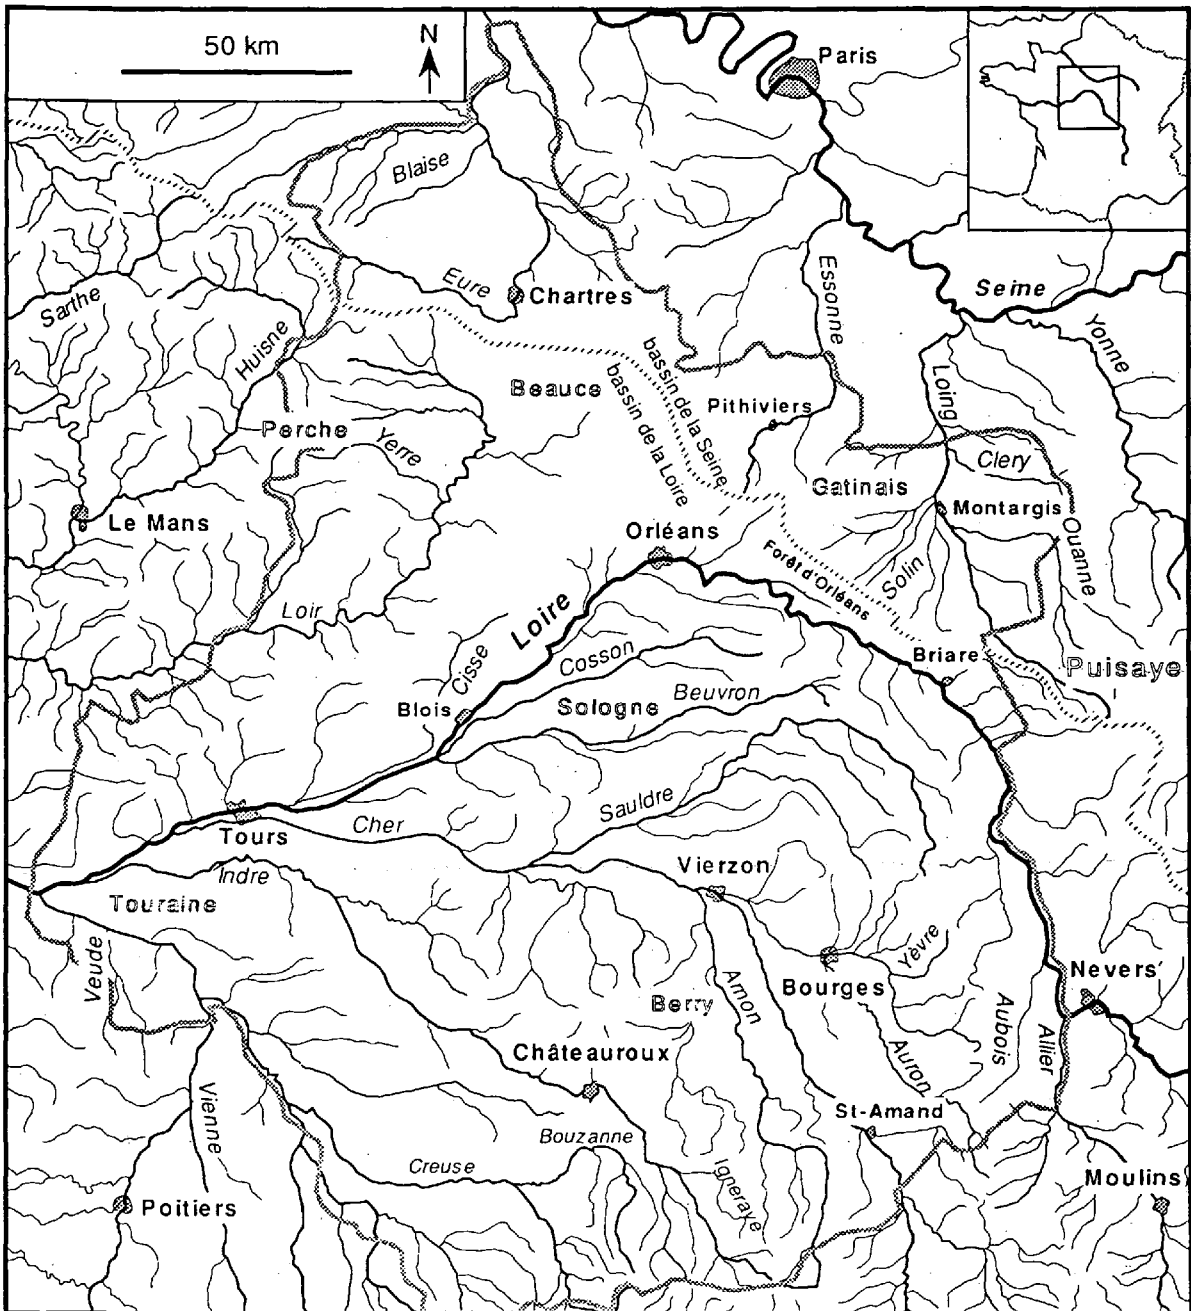 50 km
N
Paris
Blaise
Essonne
Eure
Chartres
Seine
Sarthe
Yonne
Huisne
bassin de la Seine
bassin de la Loire
Loing
Beauce
Pithiviers
Perche
Yerre
Clery
Gatinais
Montargis
Le Mans
Orléans
Ouanne
Forêt d'Orléans
Solin
Loir
Loire
Cisse
Cosson
Briare
Puisaye
Beuvron
Blois
Sologne
Sauldre
Cher
Tours
Vierzon
Indre
Touraine
Yèvre
Veude
Nevers
Arnon
Bourges
Berry
Aubois
Allier
Châteauroux
Auron
St-Amand
Vienne
Bouzanne
Creuse
Igneraye
Moulins
Poitiers